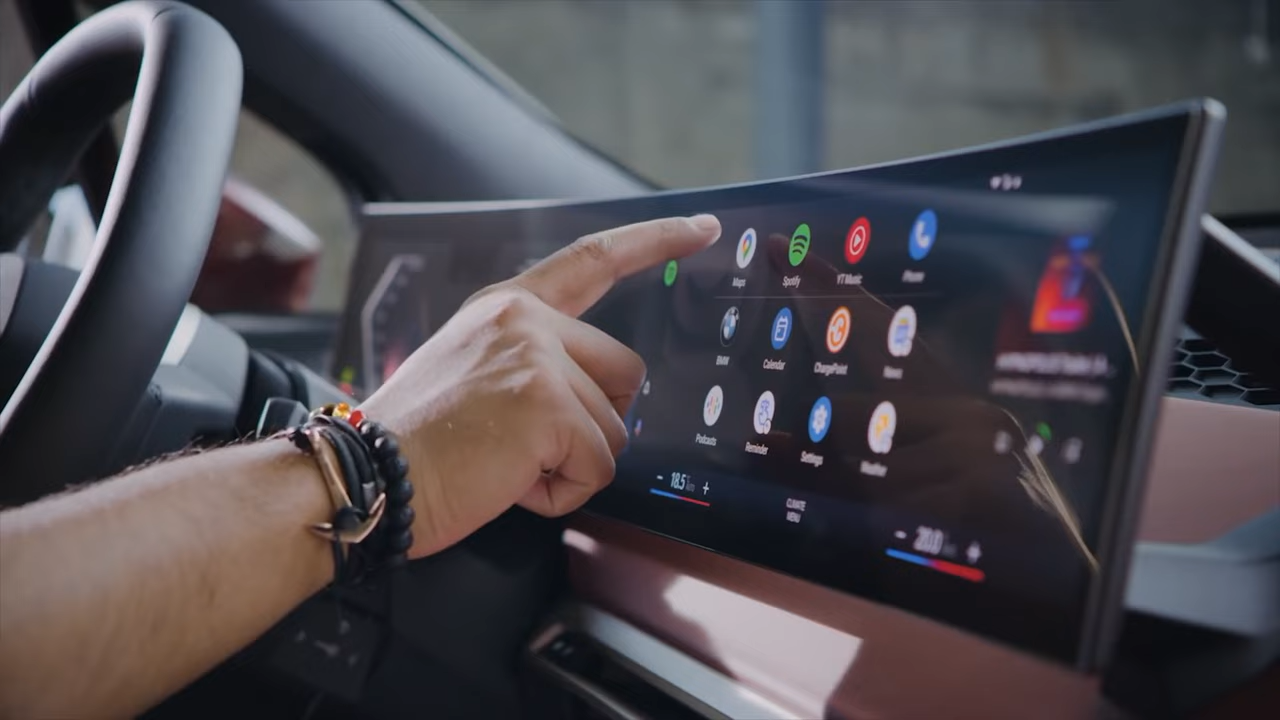 Maps Spotify YT Music Phone
BMW Calendar ChargePoint News
Podcasts Reminder Settings Weather
- 18.5 +
CLIMATE
MENU
- 20.0 +